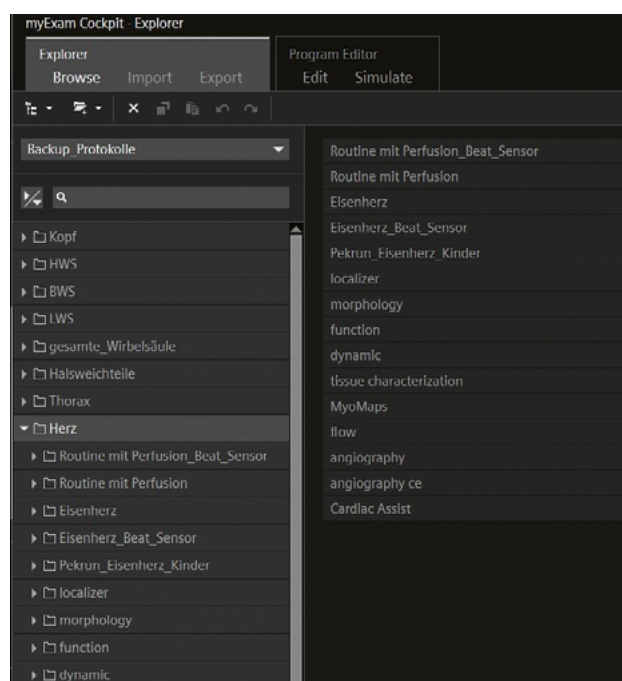 myExam Cockpit - Explorer
Explorer
Browse Import Export
Program Editor
Edit Simulate
Backup_Protokolle
Kopf
HWS
BWS
LWS
gesamte_Wirbelsäule
Halsweichteile
Thorax
Herz
Routine mit Perfusion_Beat_Sensor
Routine mit Perfusion
Eisenherz
Eisenherz_Beat_Sensor
Pekrun_Eisenherz_Kinder
localizer
morphology
function
dynamic
Routine mit Perfusion_Beat_Sensor
Routine mit Perfusion
Eisenherz
Eisenherz_Beat_Sensor
Pekrun_Eisenherz_Kinder
localizer
morphology
function
dynamic
tissue characterization
MyoMaps
flow
angiography
angiography ce
Cardiac Assist